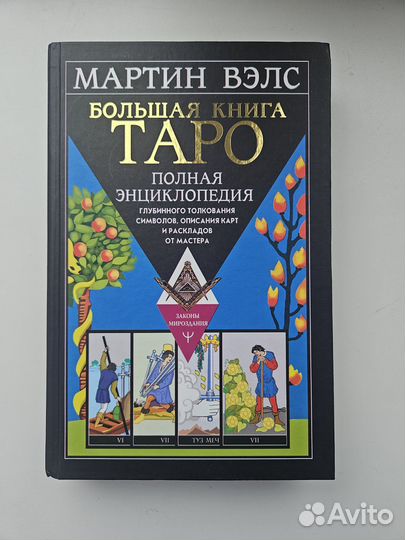 МАРТИН ВЭЛС
БОЛЬШАЯ КНИГА
ТАРО
ПОЛНАЯ
ЭНЦИКЛОПЕДИЯ
ГЛУБИННОГО ТОЛКОВАНИЯ
СИМВОЛОВ, ОПИСАНИЯ КАРТ
И РАСКЛАДОВ
ОТ МАСТЕРА
ЗАКОНЫ
МИРОЗДАНИЯ
Ψ
VI VII ТУЗ МЕЧ VII
Avito